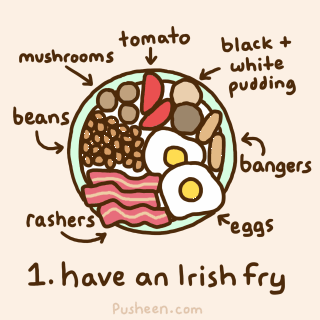 tomato
mushrooms
black +
white
pudding
beans
bangers
rashers
eggs
1. have an Irish fry
Pusheen.com